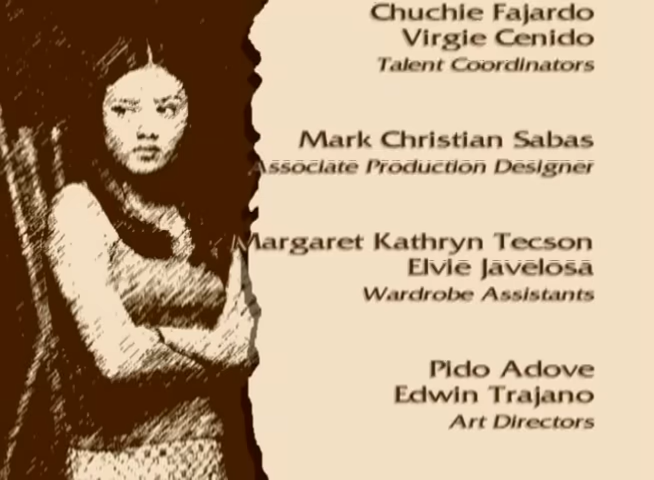 Chuchie Fajardo
Virgie Cenido
Talent Coordinators
Mark Christian Sabas
Associate Production Designer
Margaret Kathryn Tecson
Elvie Javelosa
Wardrobe Assistants
Pido Adove
Edwin Trajano
Art Directors